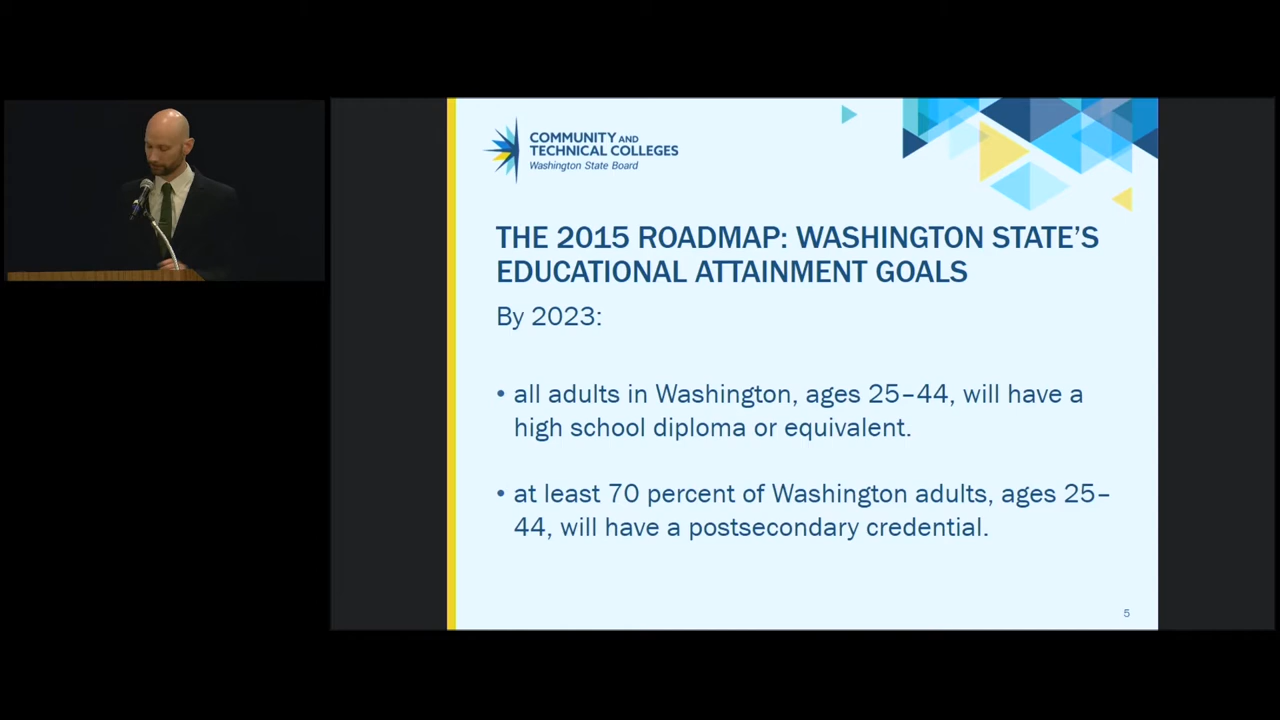 COMMUNITY AND
TECHNICAL COLLEGES
Washington State Board
THE 2015 ROADMAP: WASHINGTON STATE'S
EDUCATIONAL ATTAINMENT GOALS
By 2023:
• all adults in Washington, ages 25–44, will have a
high school diploma or equivalent.
• at least 70 percent of Washington adults, ages 25–
44, will have a postsecondary credential.
5